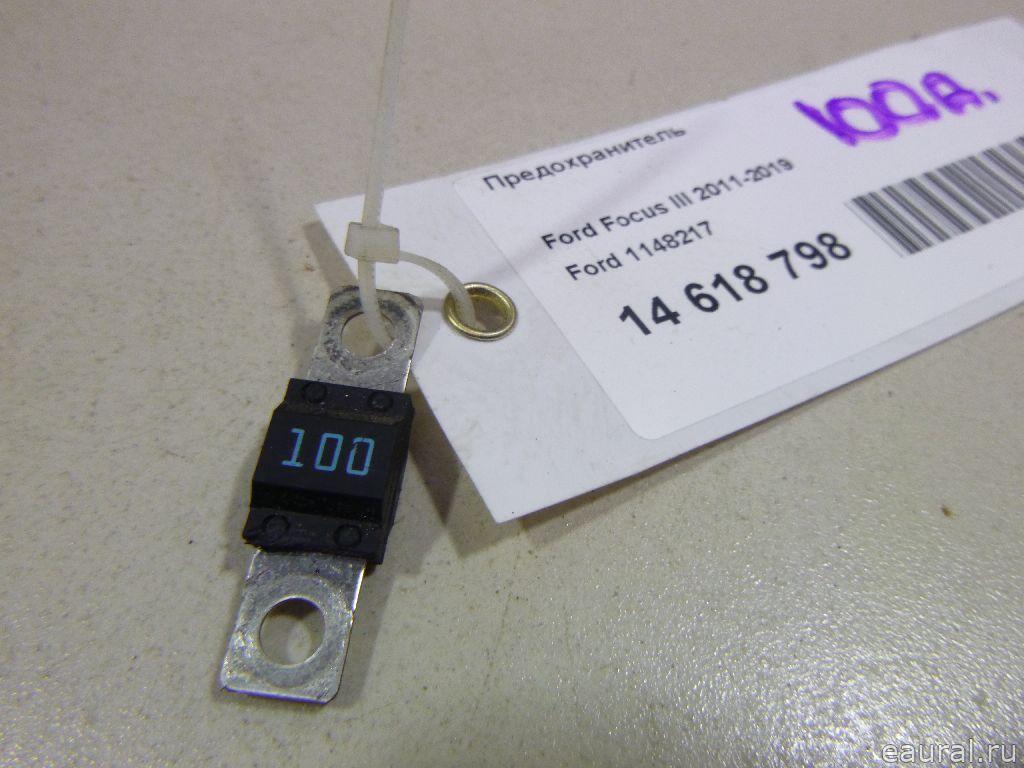 Предохранитель
Ford Focus III 2011-2019
Ford 1148217
14 618 798
100А.
100
eaural.ru